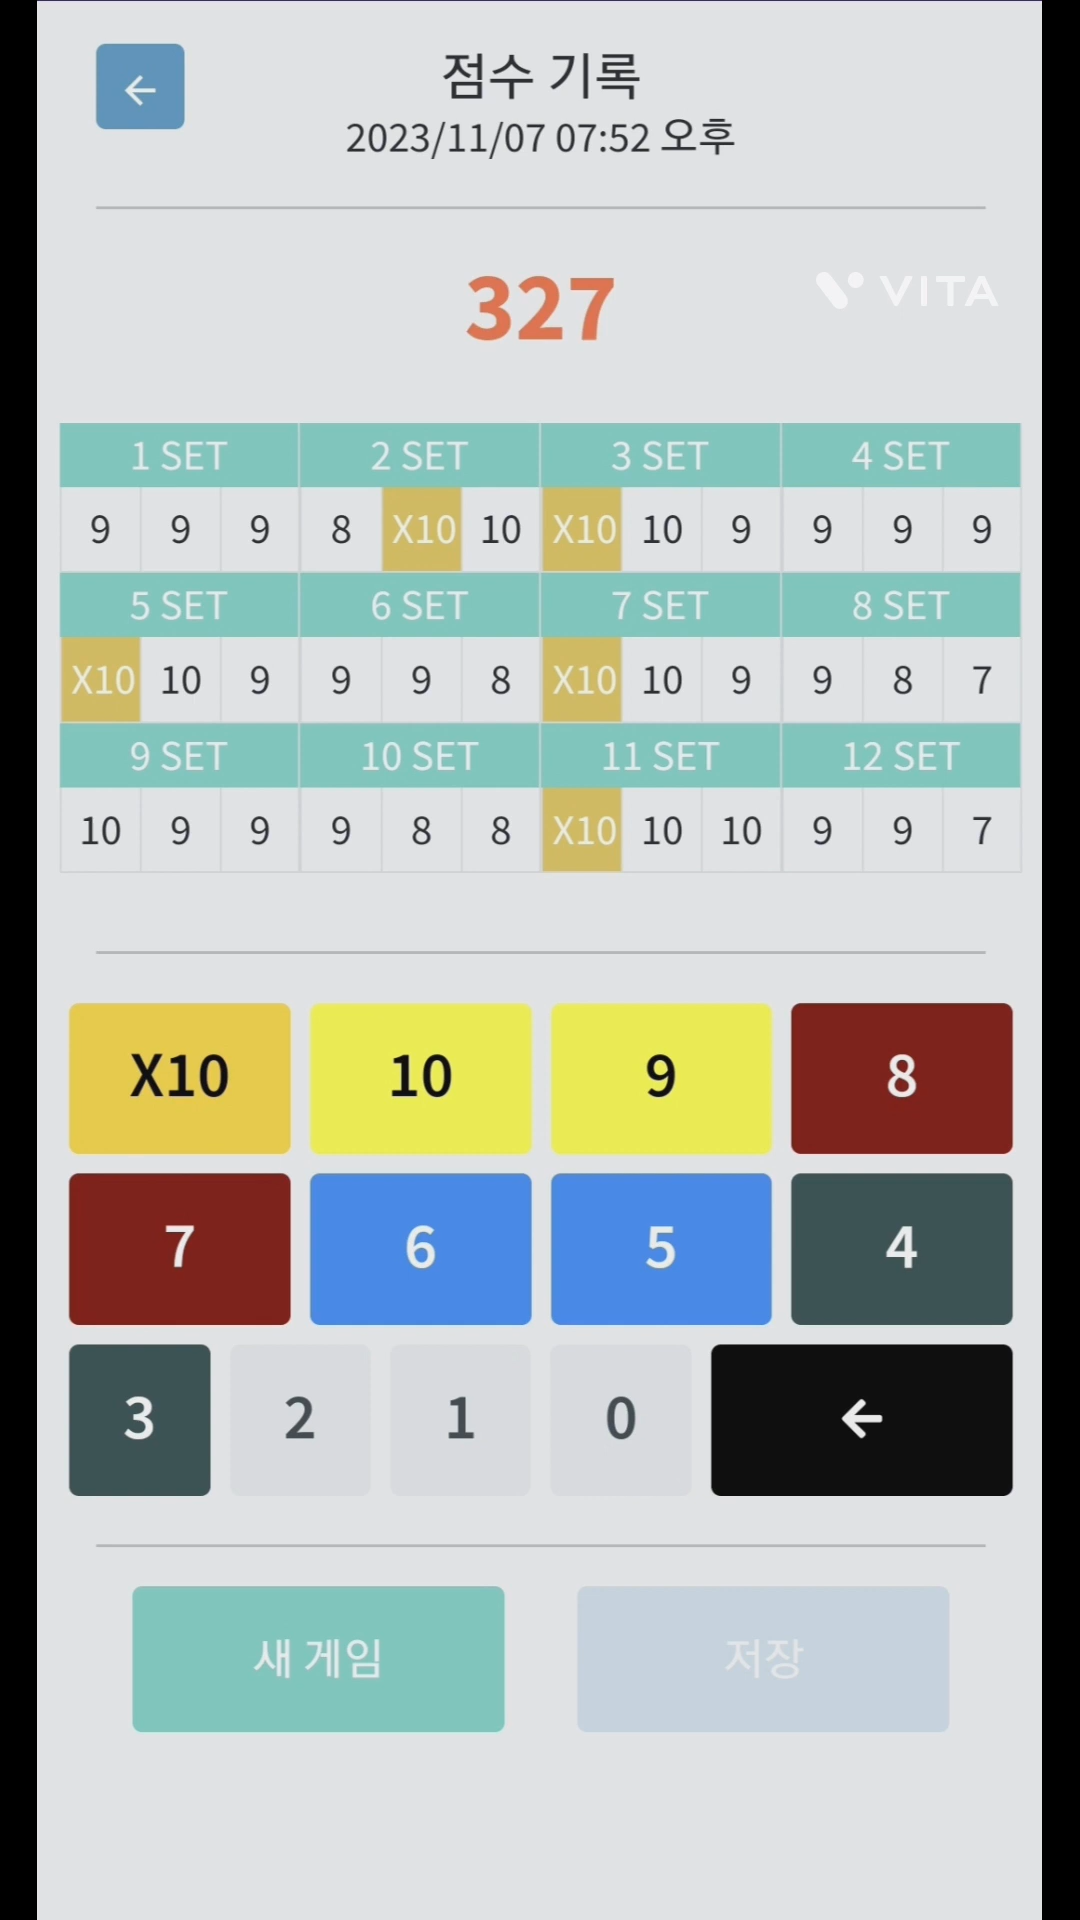 점수 기록
2023/11/07 07:52 오후
327
VITA
1 SET 2 SET 3 SET 4 SET
9 9 9 8 X10 10 X10 10 9 9 9 9
5 SET 6 SET 7 SET 8 SET
X10 10 9 9 9 8 X10 10 9 9 8 7
9 SET 10 SET 11 SET 12 SET
10 9 9 9 8 8 X10 10 10 9 9 7
X10 10 9 8
7 6 5 4
3 2 1 0
새 게임 저장